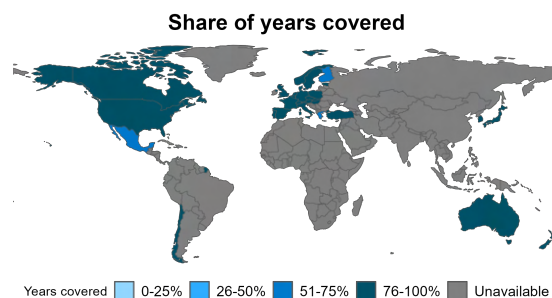 Share of years covered
Years covered 0-25% 26-50% 51-75% 76-100% Unavailable